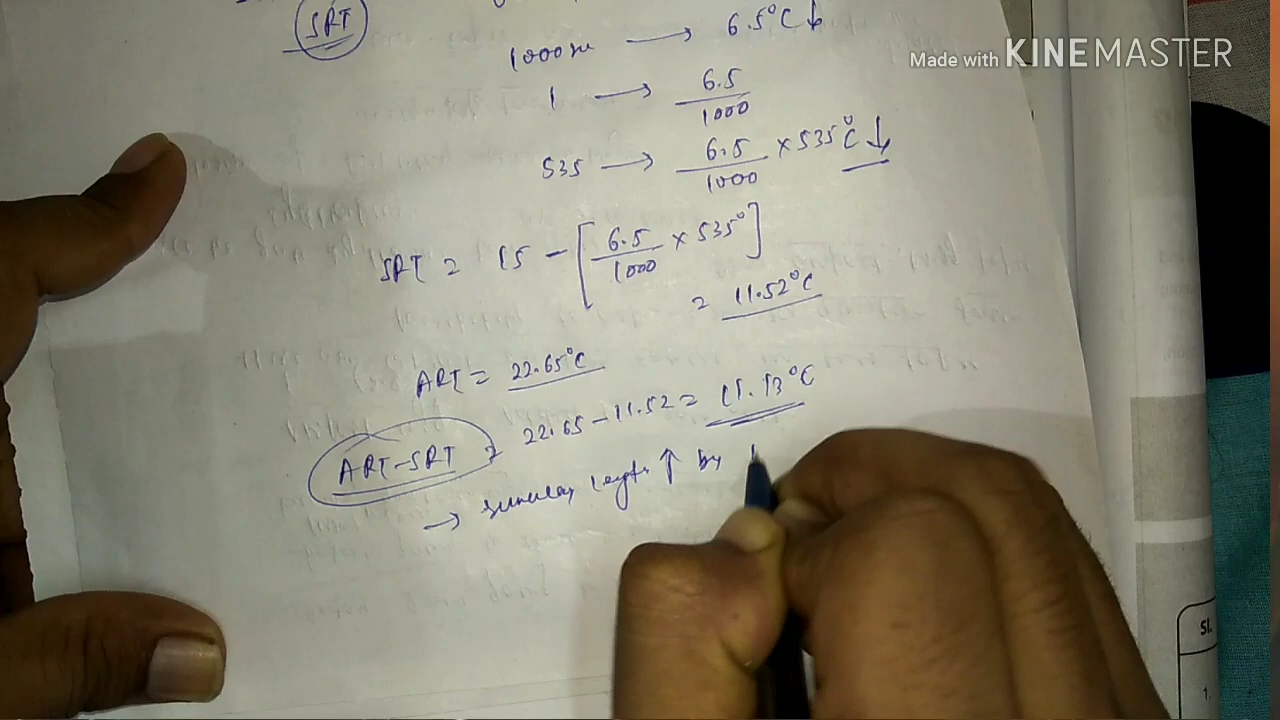 SRT
1000m → 6.5°C ↓
Made with KINEMASTER
1 → 6.5/1000
535 → 6.5/1000 × 535°C ↓
SRT = 15 - [6.5/1000 × 535°]
= 11.52°C
ART = 22.65°C
ART-SRT = 22.65 - 11.52 = 11.13°C
→ runway length ↑ by
SI.
1.